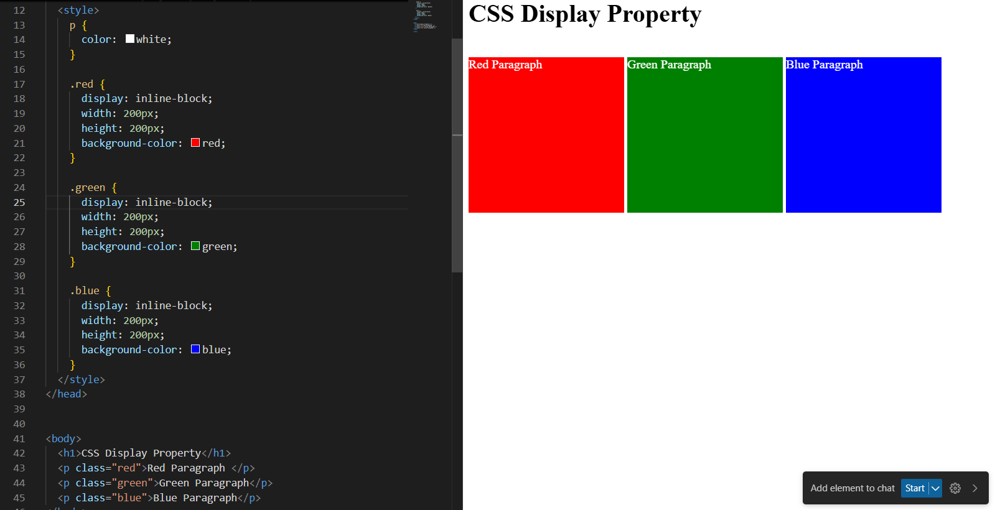 12 <style>
13 p {
14 color: white;
15 }
16
17 .red {
18 display: inline-block;
19 width: 200px;
20 height: 200px;
21 background-color: red;
22 }
23
24 .green {
25 display: inline-block;
26 width: 200px;
27 height: 200px;
28 background-color: green;
29 }
30
31 .blue {
32 display: inline-block;
33 width: 200px;
34 height: 200px;
35 background-color: blue;
36 }
37 </style>
38 </head>
39
40
41 <body>
42 <h1>CSS Display Property</h1>
43 <p class="red">Red Paragraph </p>
44 <p class="green">Green Paragraph</p>
45 <p class="blue">Blue Paragraph</p>
CSS Display Property
Red Paragraph
Green Paragraph
Blue Paragraph
Add element to chat Start